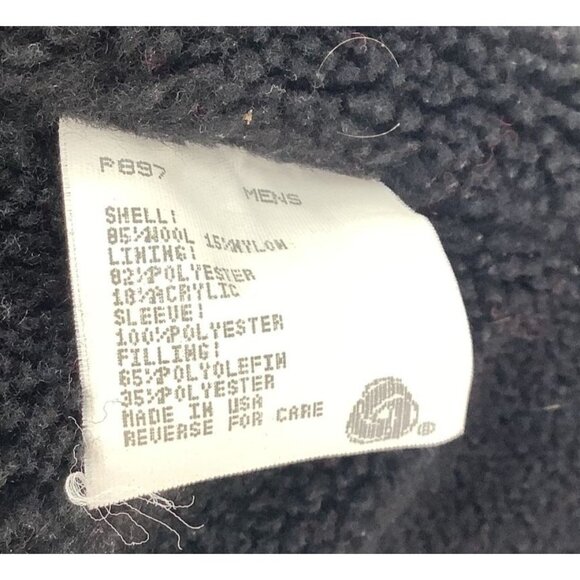 P897
MENS
SHELL:
85%WOOL 15%NYLON
LINING:
82%POLYESTER
18%ACRYLIC
SLEEVE:
100%POLYESTER
FILLING:
65%POLYOLEFIN
35%POLYESTER
MADE IN USA
REVERSE FOR CARE
®